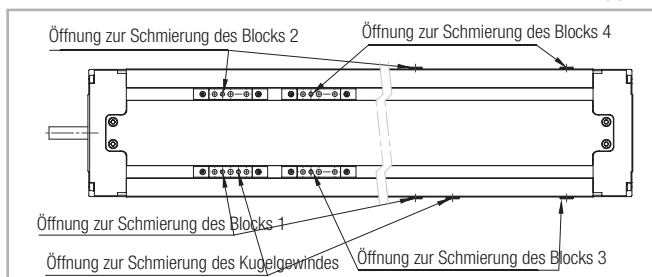 Öffnung zur Schmierung des Blocks 2
Öffnung zur Schmierung des Blocks 4
Öffnung zur Schmierung des Blocks 1
Öffnung zur Schmierung des Kugelgewindes
Öffnung zur Schmierung des Blocks 3